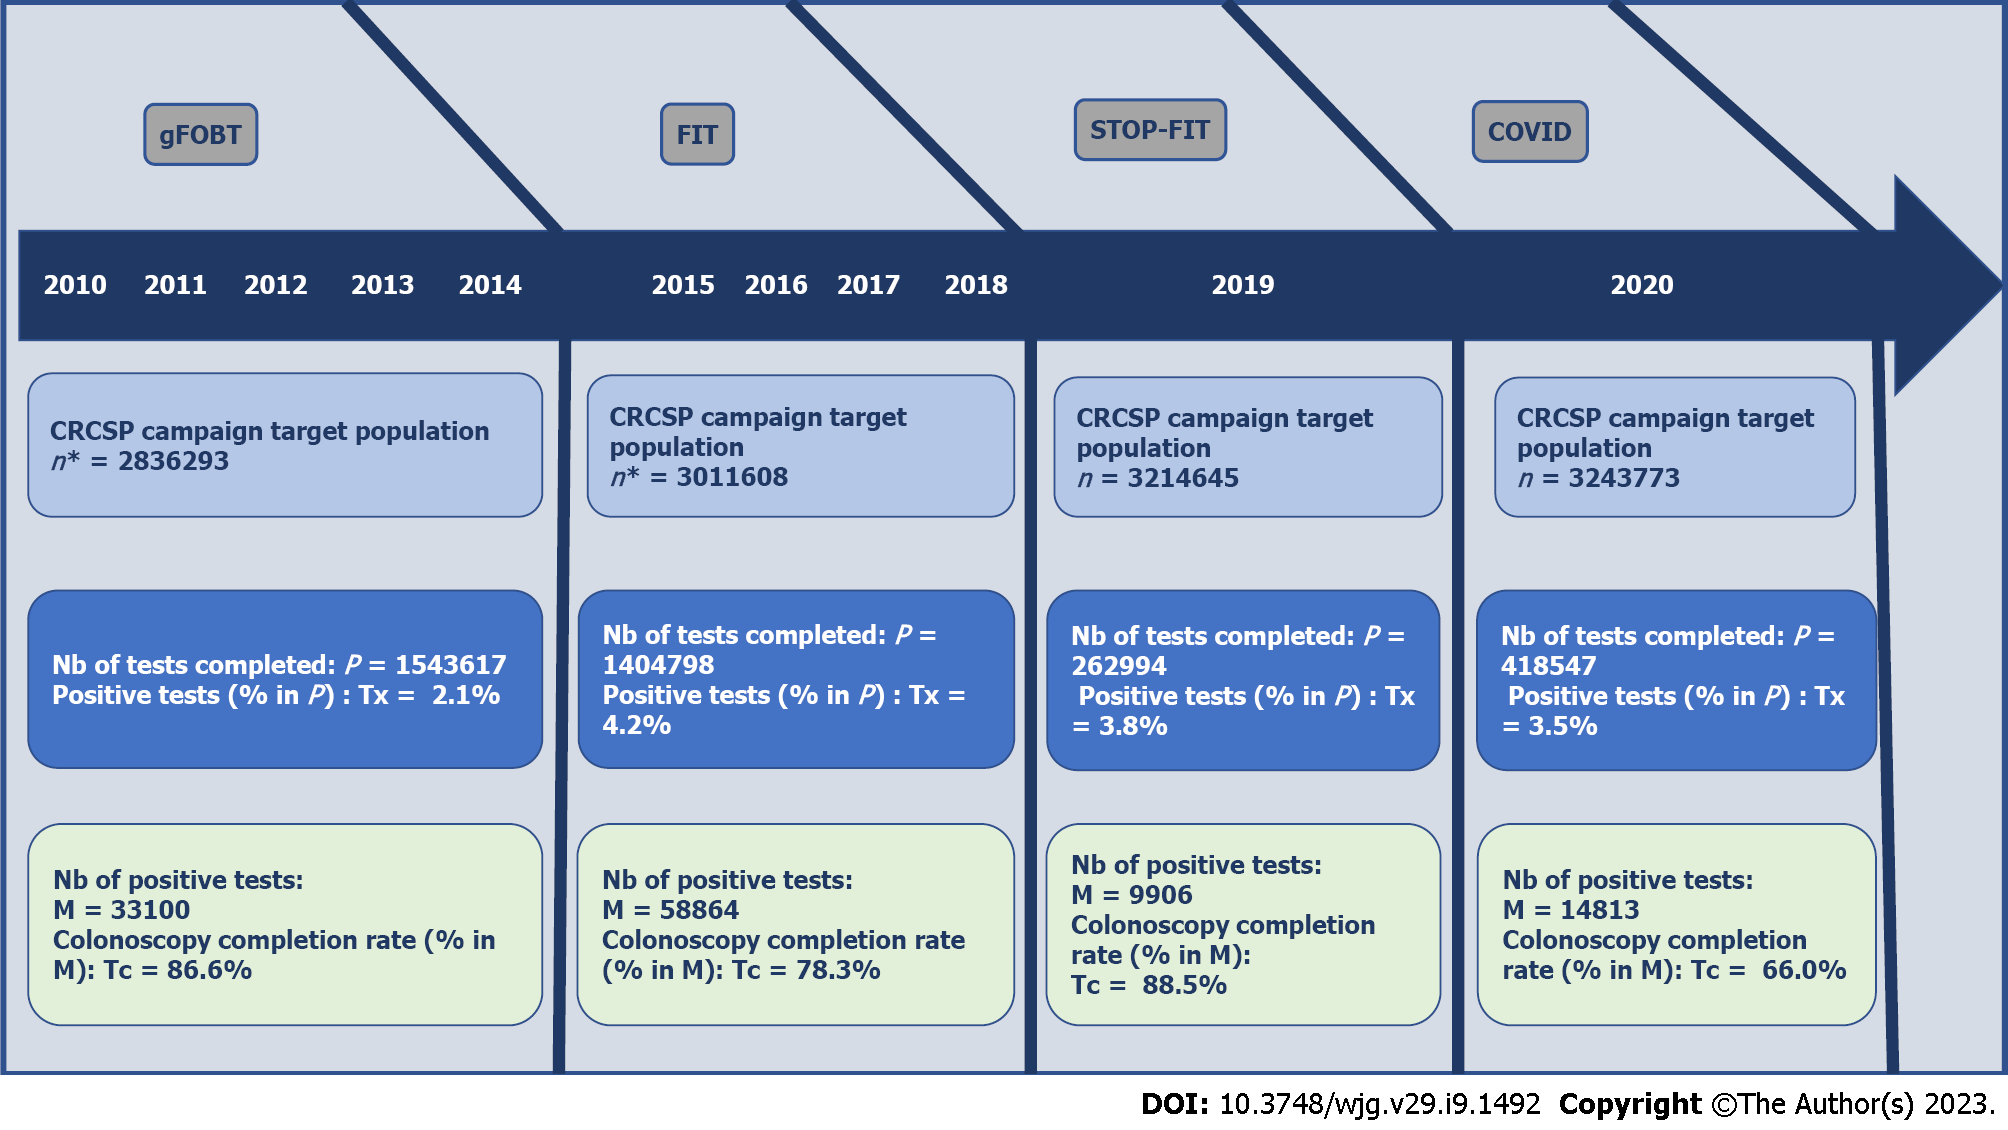 gFOBT
FIT
STOP-FIT
COVID
2010 2011 2012 2013 2014 2015 2016 2017 2018 2019 2020
CRCSP campaign target population
n* = 2836293
CRCSP campaign target
population
n* = 3011608
CRCSP campaign target
population
n = 3214645
CRCSP campaign target
population
n = 3243773
Nb of tests completed: P = 1543617
Positive tests (% in P) : Tx = 2.1%
Nb of tests completed: P =
1404798
Positive tests (% in P) : Tx =
4.2%
Nb of tests completed: P =
262994
Positive tests (% in P) : Tx
= 3.8%
Nb of tests completed: P =
418547
Positive tests (% in P) : Tx
= 3.5%
Nb of positive tests:
M = 33100
Colonoscopy completion rate (% in
M): Tc = 86.6%
Nb of positive tests:
M = 58864
Colonoscopy completion rate
(% in M): Tc = 78.3%
Nb of positive tests:
M = 9906
Colonoscopy completion
rate (% in M):
Tc = 88.5%
Nb of positive tests:
M = 14813
Colonoscopy completion
rate (% in M): Tc = 66.0%
DOI: 10.3748/wjg.v29.i9.1492 Copyright ©The Author(s) 2023.